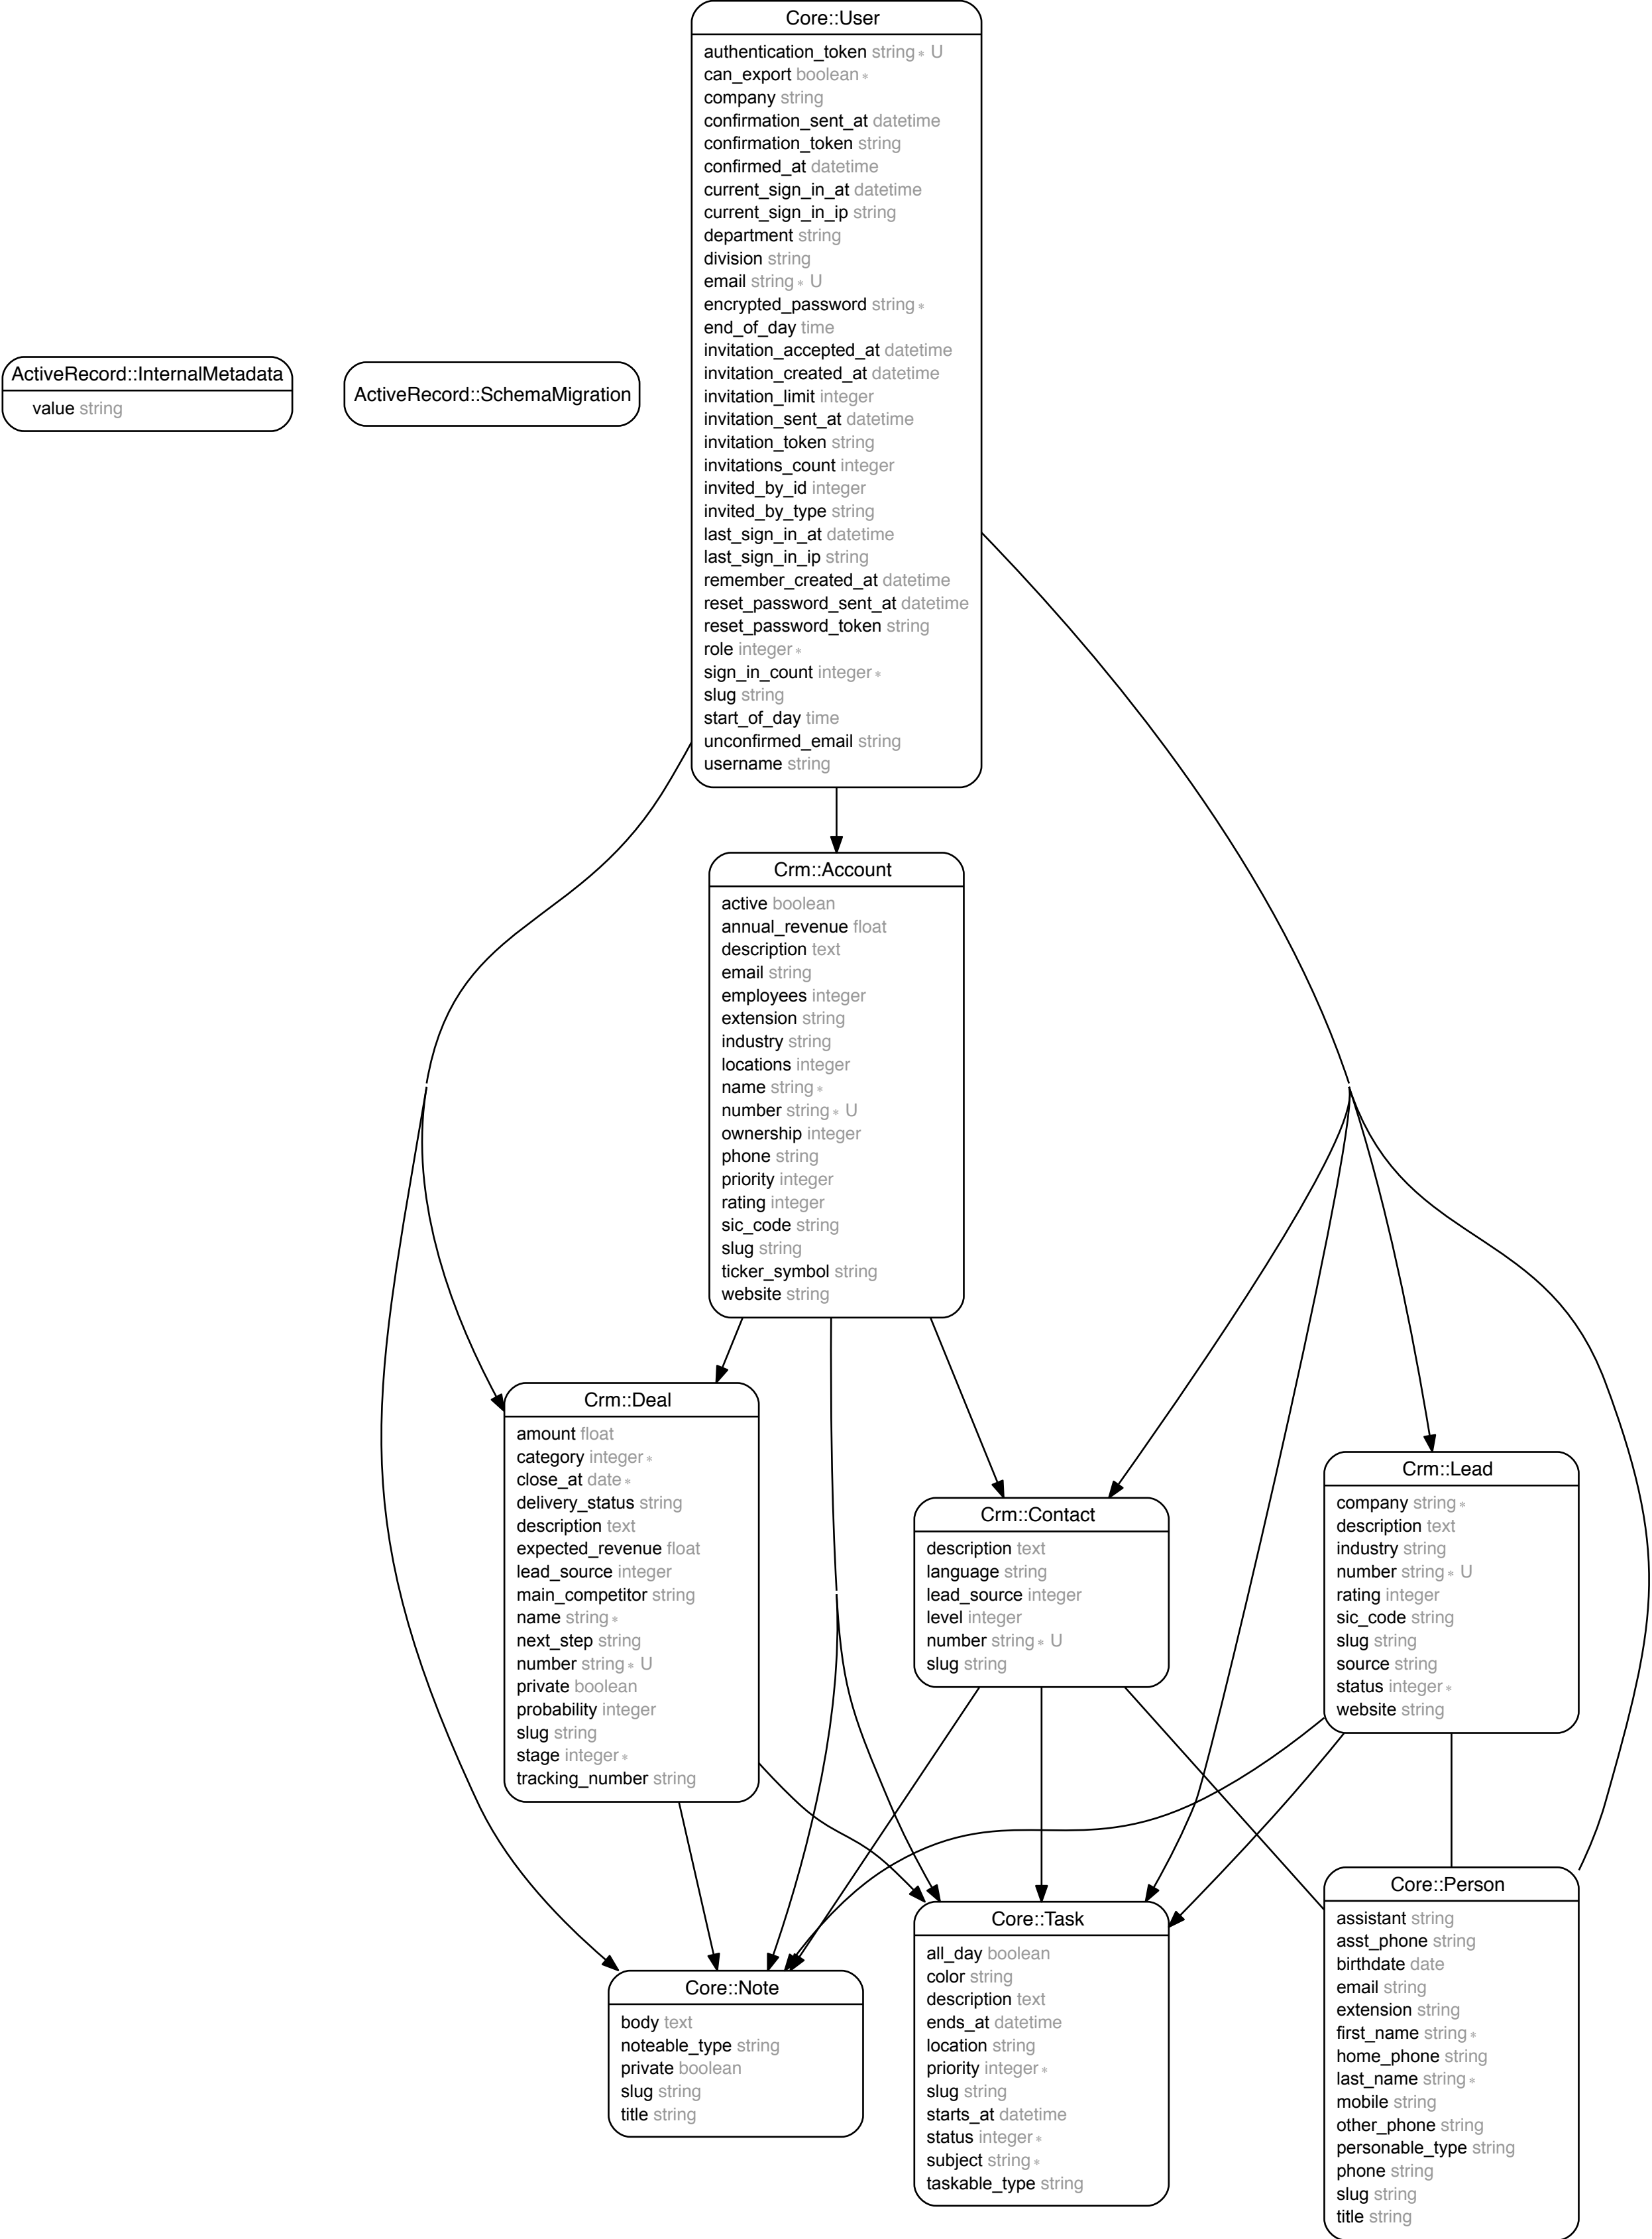 Core::User
authentication_token string∗ U
can_export boolean∗
company string
confirmation_sent_at datetime
confirmation_token string
confirmed_at datetime
current_sign_in_at datetime
current_sign_in_ip string
department string
division string
email string∗ U
encrypted_password string∗
end_of_day time
invitation_accepted_at datetime
invitation_created_at datetime
invitation_limit integer
invitation_sent_at datetime
invitation_token string
invitations_count integer
invited_by_id integer
invited_by_type string
last_sign_in_at datetime
last_sign_in_ip string
remember_created_at datetime
reset_password_sent_at datetime
reset_password_token string
role integer∗
sign_in_count integer∗
slug string
start_of_day time
unconfirmed_email string
username string
ActiveRecord::InternalMetadata
value string
ActiveRecord::SchemaMigration
Crm::Account
active boolean
annual_revenue float
description text
email string
employees integer
extension string
industry string
locations integer
name string∗
number string∗ U
ownership integer
phone string
priority integer
rating integer
sic_code string
slug string
ticker_symbol string
website string
Crm::Deal
amount float
category integer∗
close_at date∗
delivery_status string
description text
expected_revenue float
lead_source integer
main_competitor string
name string∗
next_step string
number string∗ U
private boolean
probability integer
slug string
stage integer∗
tracking_number string
Crm::Contact
description text
language string
lead_source integer
level integer
number string∗ U
slug string
Crm::Lead
company string∗
description text
industry string
number string∗ U
rating integer
sic_code string
slug string
source string
status integer∗
website string
Core::Note
body text
noteable_type string
private boolean
slug string
title string
Core::Task
all_day boolean
color string
description text
ends_at datetime
location string
priority integer∗
slug string
starts_at datetime
status integer∗
subject string∗
taskable_type string
Core::Person
assistant string
asst_phone string
birthdate date
email string
extension string
first_name string∗
home_phone string
last_name string∗
mobile string
other_phone string
personable_type string
phone string
slug string
title string